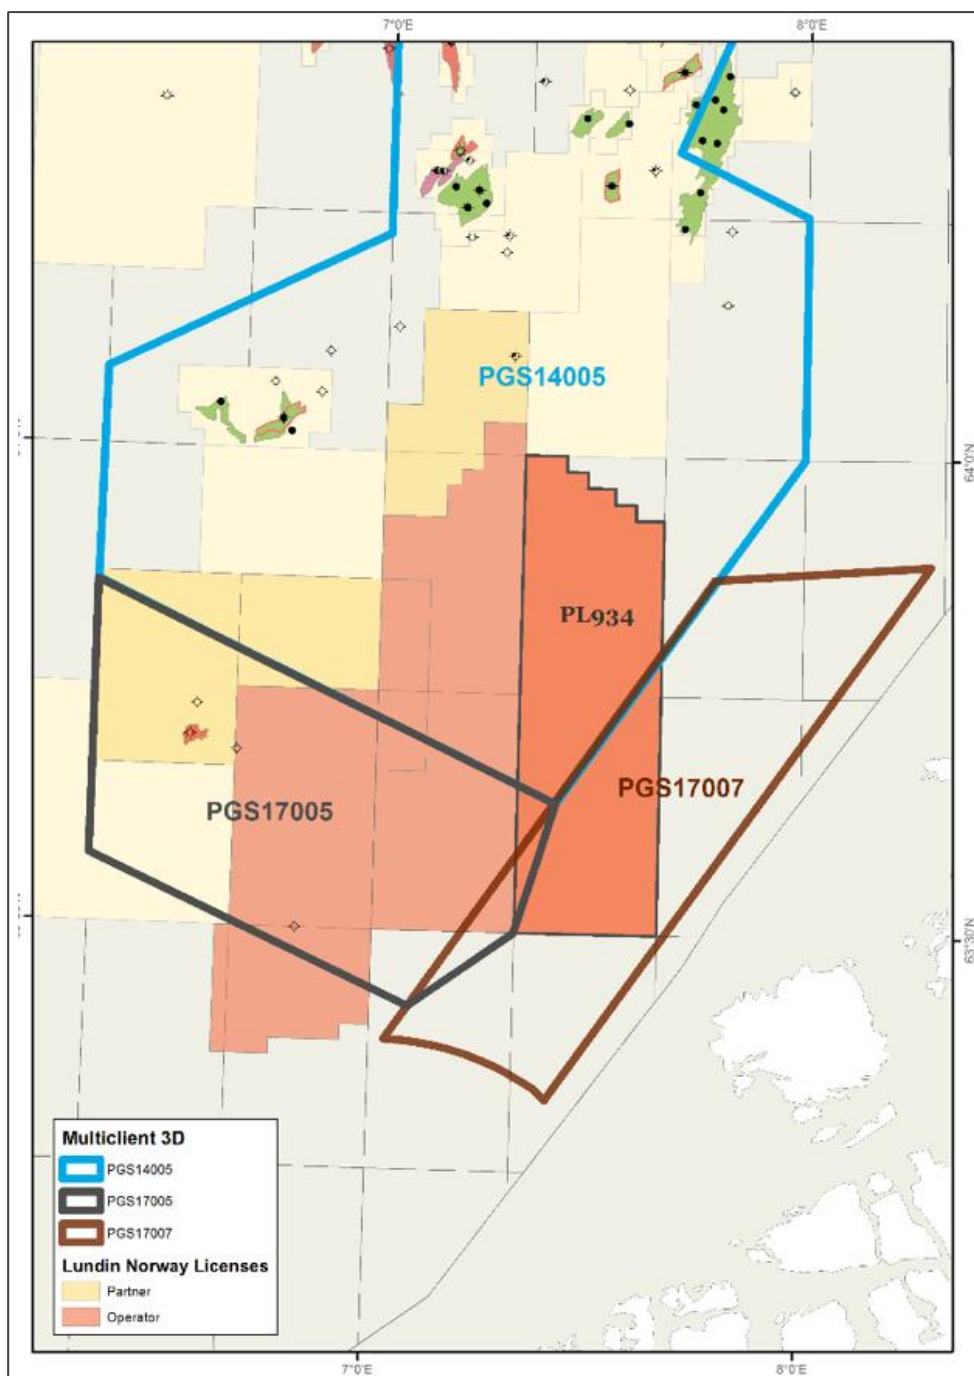 7°0'E 8°0'E
PGS14005
64°0'N
PL934
PGS17007
PGS17005
63°30'N
Multiclient 3D
PGS14005
PGS17005
PGS17007
Lundin Norway Licenses
Partner
Operator
7°0'E 8°0'E